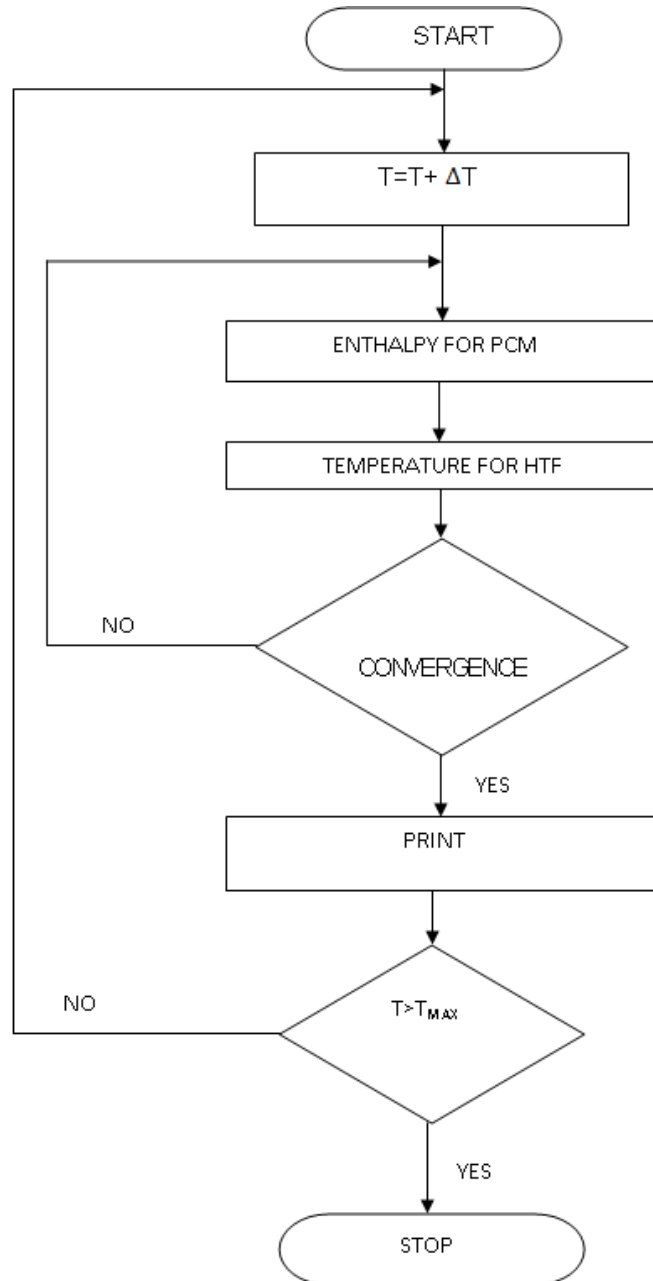 START
T=T+ ΔT
ENTHALPY FOR PCM
TEMPERATURE FOR HTF
NO
CONVERGENCE
YES
PRINT
NO
T>TMAX
YES
STOP